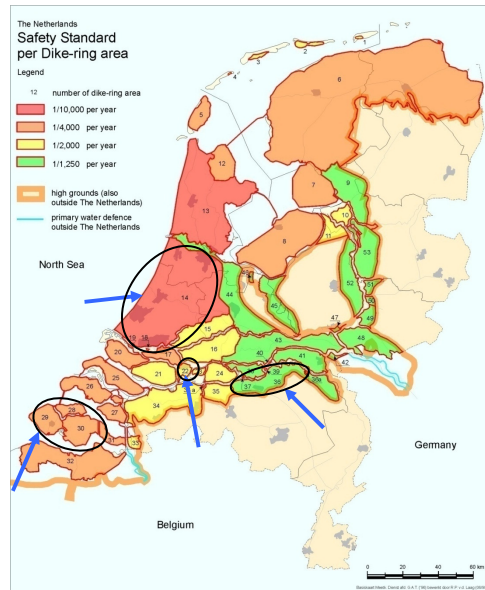 The Netherlands
Safety Standard
per Dike-ring area
Legend
12 number of dike-ring area
1/10,000 per year
1/4,000 per year
1/2,000 per year
1/1,250 per year
high grounds (also
outside The Netherlands
primary water defence
outside The Netherlands
North Sea
Germany
Belgium
1
2
3
4
5
6
7
8
9
10
11
12
13
14
15
16
17
19
20
21
22
24
25
26
27
28
29
30
32
33
34
35
36
37
39
40
41
42
43
44
45
47
48
49
51
52
53
0 10 20 40 60 km